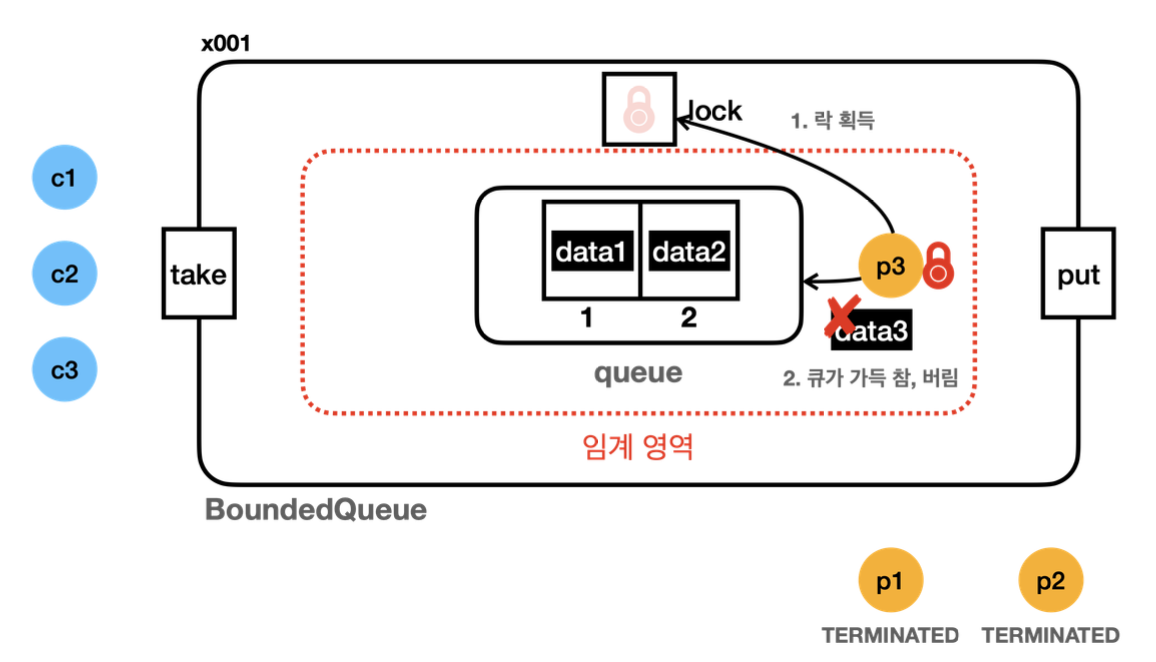 x001
lock
1. 락 획득
c1
c2
c3
take
data1
data2
1
2
queue
p3
data3
2. 큐가 가득 참, 버림
put
임계 영역
BoundedQueue
p1
p2
TERMINATED
TERMINATED